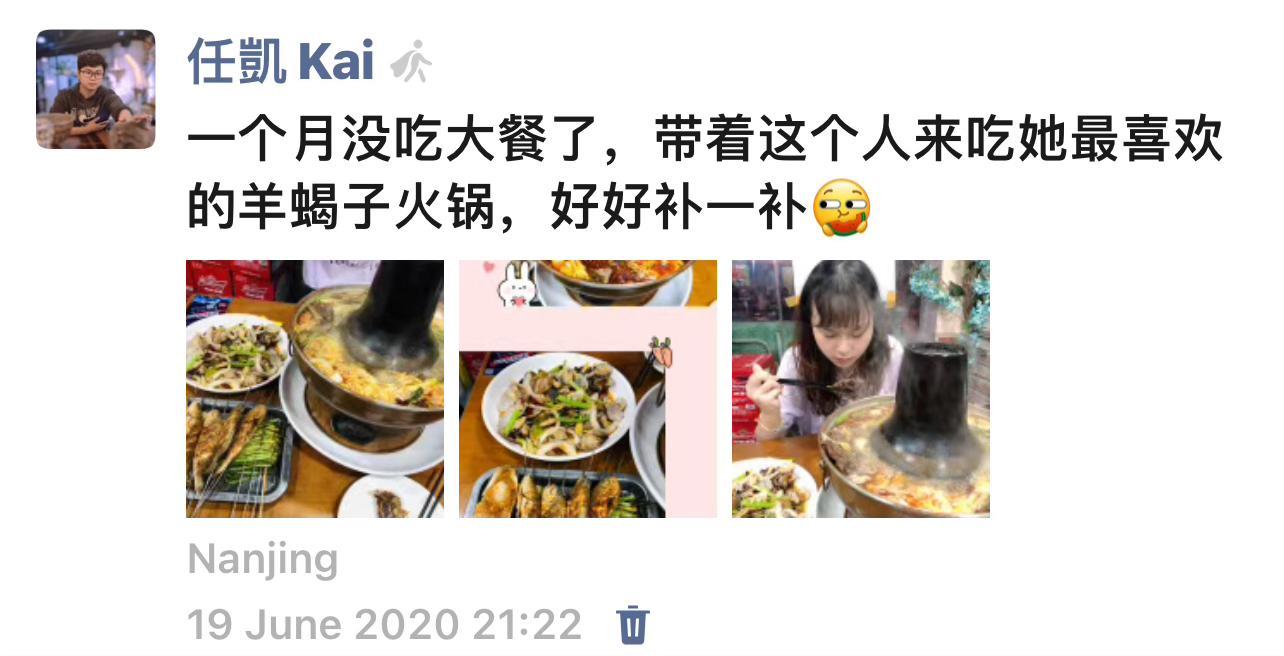 任凱 Kai
一个月没吃大餐了，带着这个人来吃她最喜欢
的羊蝎子火锅，好好补一补
Nanjing
19 June 2020 21:22